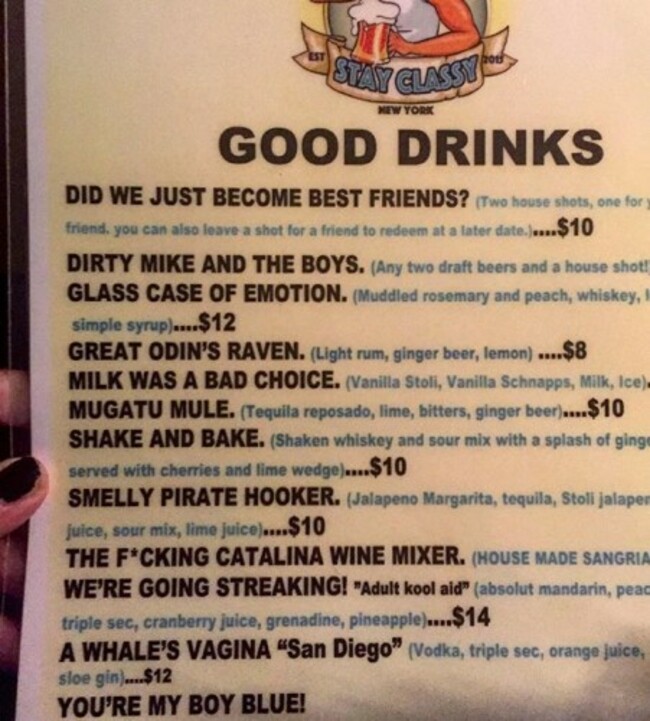 EST
STAY CLASSY
2015
NEW YORK
GOOD DRINKS
DID WE JUST BECOME BEST FRIENDS? (Two house shots, one for
friend. you can also leave a shot for a friend to redeem at a later date.)....$10
DIRTY MIKE AND THE BOYS. (Any two draft beers and a house shot!
GLASS CASE OF EMOTION. (Muddled rosemary and peach, whiskey,
simple syrup)....$12
GREAT ODIN'S RAVEN. (Light rum, ginger beer, lemon) ....$8
MILK WAS A BAD CHOICE. (Vanilla Stoli, Vanilla Schnapps, Milk, Ice).
MUGATU MULE. (Tequila reposado, lime, bitters, ginger beer)....$10
SHAKE AND BAKE. (Shaken whiskey and sour mix with a splash of
served with cherries and lime wedge)....$10
SMELLY PIRATE HOOKER. (Jalapeno Margarita, tequila, Stoli
juice, sour mix, lime juice)....$10
THE F*CKING CATALINA WINE MIXER. (HOUSE MADE SANGRIA
WE'RE GOING STREAKING! "Adult kool aid" (absolut mandarin,
triple sec, cranberry juice, grenadine, pineapple)....$14
A WHALE'S VAGINA "San Diego" (Vodka, triple sec, orange juice,
sloe gin)....$12
YOU'RE MY BOY BLUE!